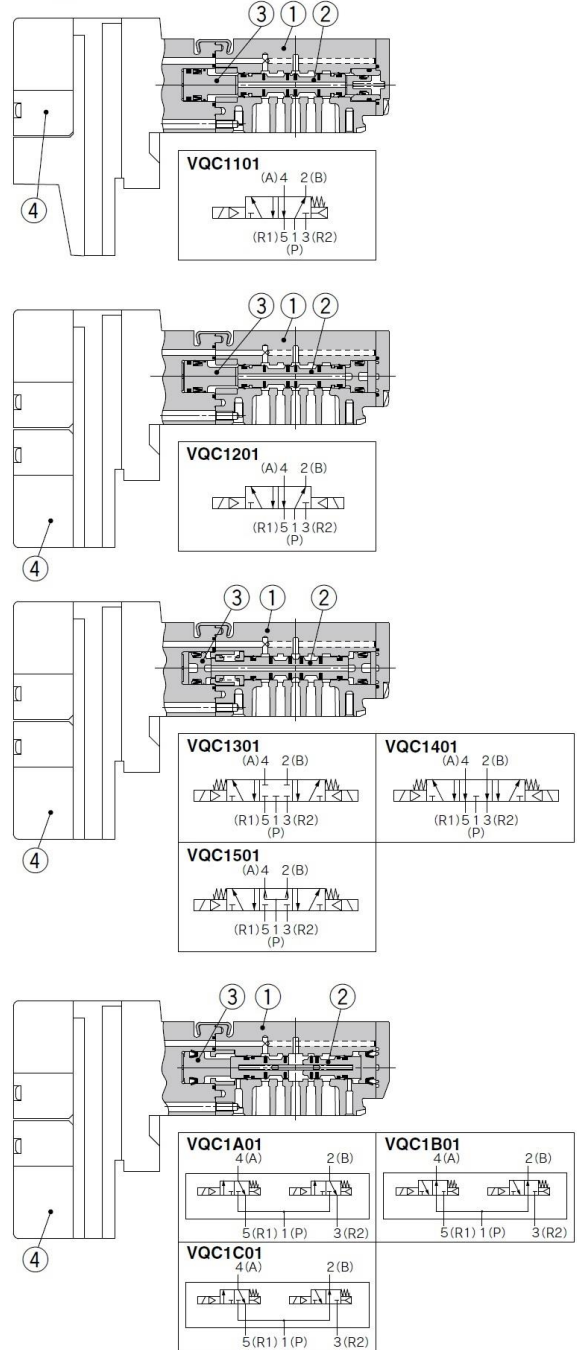 ③ ① ②
④
VQC1101
(A)4 2(B)
(R1)5 1 3(R2)
(P)
③ ① ②
④
VQC1201
(A)4 2(B)
(R1)5 1 3(R2)
(P)
③ ① ②
④
VQC1301
(A)4 2(B)
(R1)5 1 3(R2)
(P)
VQC1401
(A)4 2(B)
(R1)5 1 3(R2)
(P)
VQC1501
(A)4 2(B)
(R1)5 1 3(R2)
(P)
③ ① ②
④
VQC1A01
4(A) 2(B)
5(R1) 1(P) 3(R2)
VQC1B01
4(A) 2(B)
5(R1) 1(P) 3(R2)
VQC1C01
4(A) 2(B)
5(R1) 1(P) 3(R2)